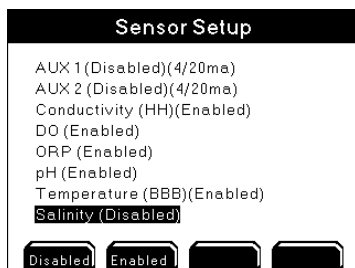 Sensor Setup
AUX 1 (Disabled)(4/20ma)
AUX 2 (Disabled)(4/20ma)
Conductivity (HH)(Enabled)
DO (Enabled)
ORP (Enabled)
pH (Enabled)
Temperature (BBB)(Enabled)
Salinity (Disabled)
Disabled Enabled